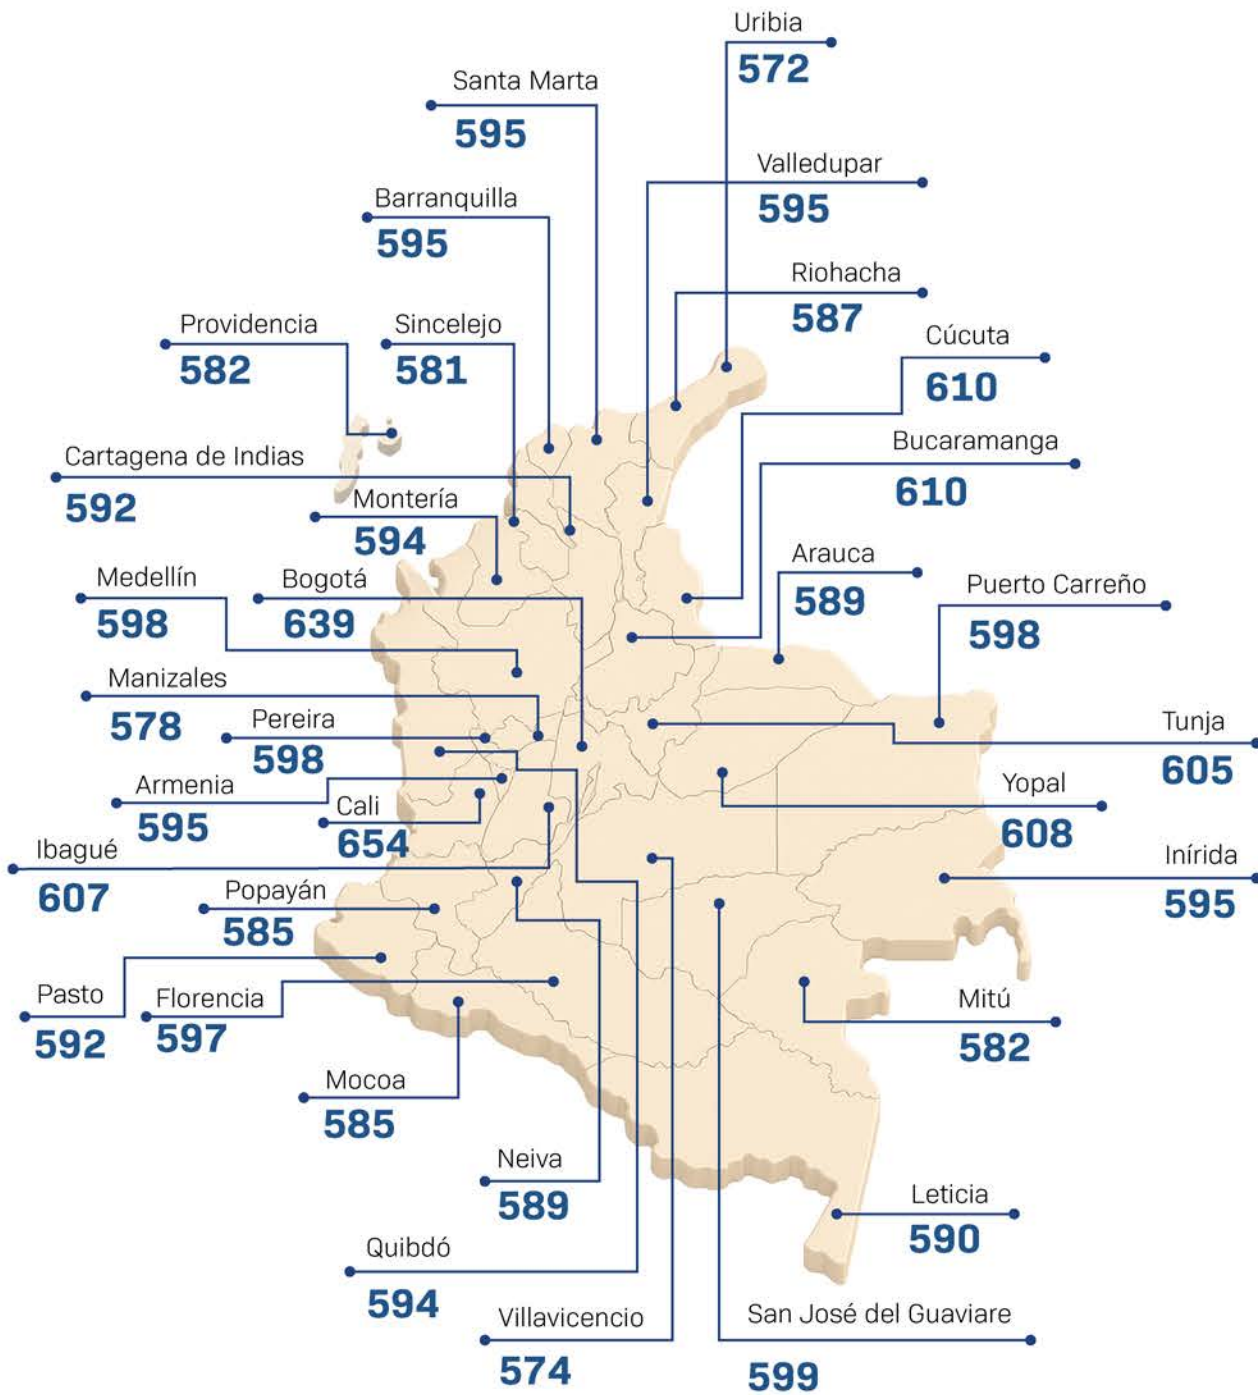 Uribia
572
Santa Marta
595
Valledupar
595
Barranquilla
595
Riohacha
587
Providencia
582
Sincelejo
581
Cúcuta
610
Cartagena de Indias
592
Bucaramanga
610
Montería
594
Arauca
589
Medellín
598
Bogotá
639
Puerto Carreño
598
Manizales
578
Pereira
598
Tunja
605
Armenia
595
Cali
654
Yopal
608
Ibagué
607
Inírida
595
Popayán
585
Pasto
592
Florencia
597
Mitú
582
Mocoa
585
Neiva
589
Leticia
590
Quibdó
594
Villavicencio
574
San José del Guaviare
599